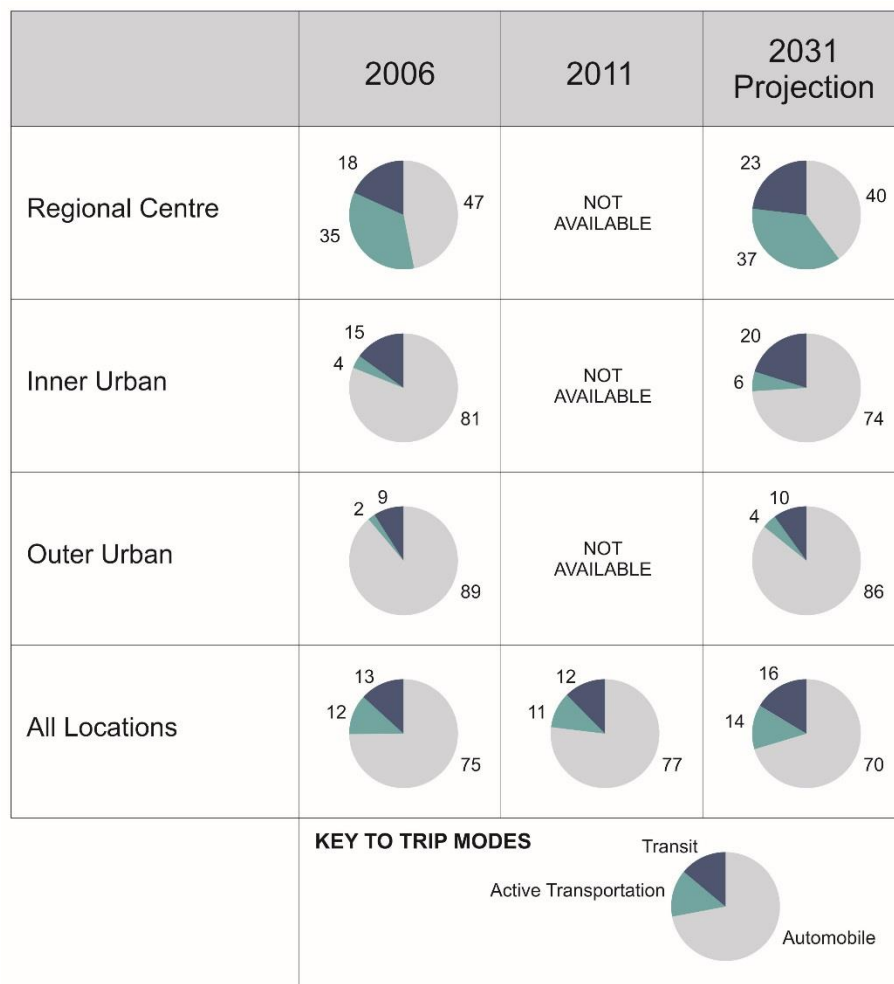 2006
2011
2031
Projection
Regional Centre
18
47
35
NOT
AVAILABLE
23
40
37
Inner Urban
15
4
81
NOT
AVAILABLE
20
6
74
Outer Urban
9
2
89
NOT
AVAILABLE
10
4
86
All Locations
13
12
75
12
11
77
16
14
70
KEY TO TRIP MODES
Transit
Active Transportation
Automobile